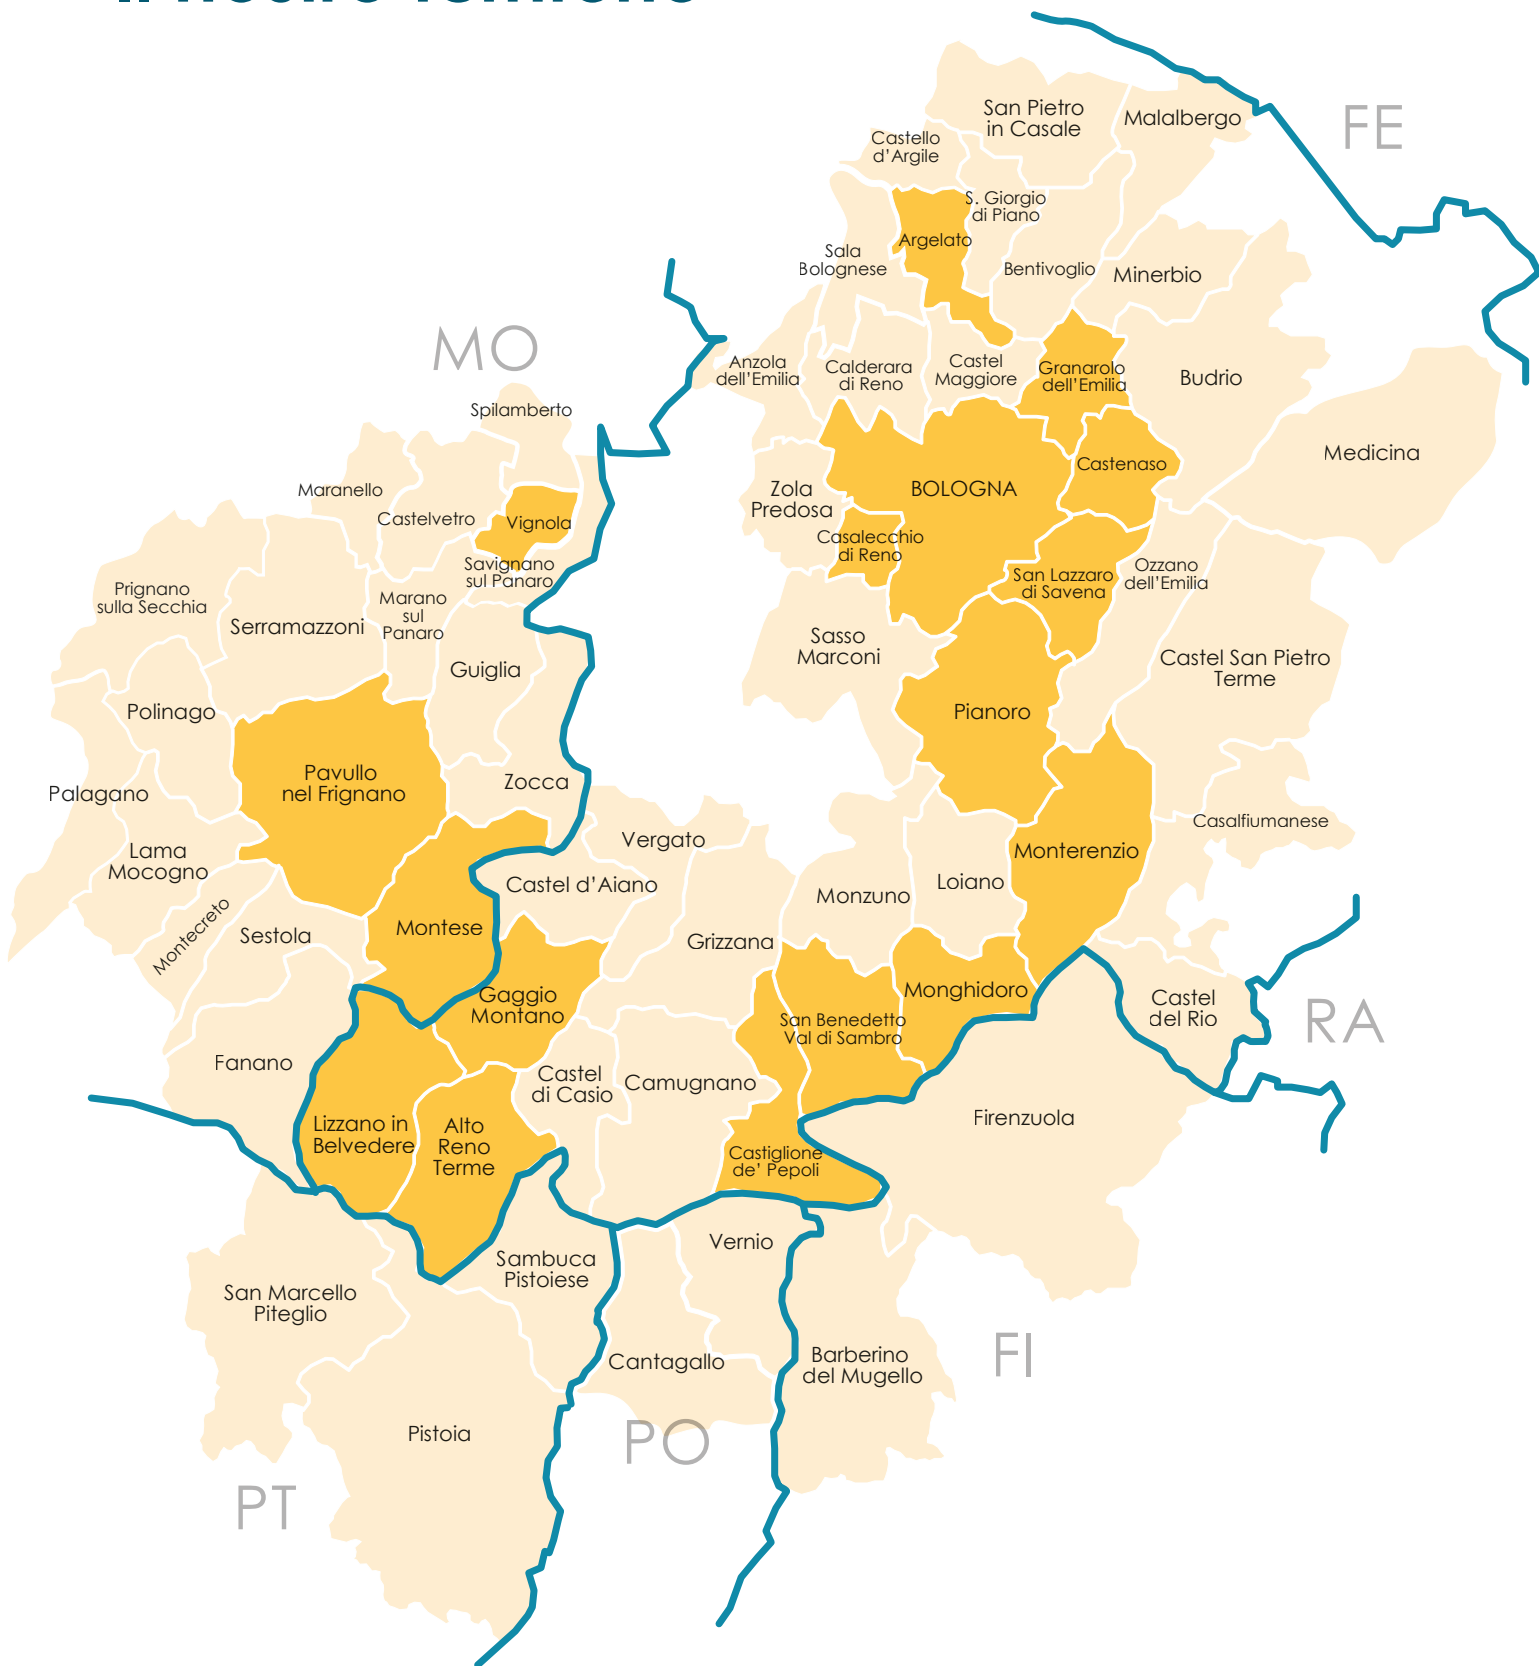 San Pietro
in Casale
Malalbergo
FE
Castello
d’Argile
S. Giorgio
di Piano
Argelato
Sala
Bolognese
Bentivoglio
Minerbio
MO
Anzola
dell’Emilia
Calderara
di Reno
Castel
Maggiore
Granarolo
dell’Emilia
Budrio
Spilamberto
Medicina
Castenaso
Maranello
Zola
Predosa
BOLOGNA
Castelvetro
Vignola
Casalecchio
di Reno
Savignano
sul Panaro
San Lazzaro
di Savena
Ozzano
dell’Emilia
Prignano
sulla Secchia
Marano
sul
Panaro
Serramazzoni
Sasso
Marconi
Guiglia
Castel San Pietro
Terme
Polinago
Pianoro
Pavullo
nel Frignano
Zocca
Palagano
Casalfiumanese
Vergato
Lama
Mocogno
Monterenzio
Castel d’Aiano
Loiano
Monzuno
Montecreto
Sestola
Montese
Grizzana
Gaggio
Montano
Monghidoro
Castel
del Rio
RA
San Benedetto
Val di Sambro
Fanano
Castel
di Casio
Camugnano
Firenzuola
Lizzano in
Belvedere
Alto
Reno
Terme
Castiglione
de’ Pepoli
Vernio
Sambuca
Pistoiese
San Marcello
Piteglio
FI
Cantagallo
Barberino
del Mugello
Pistoia
PO
PT